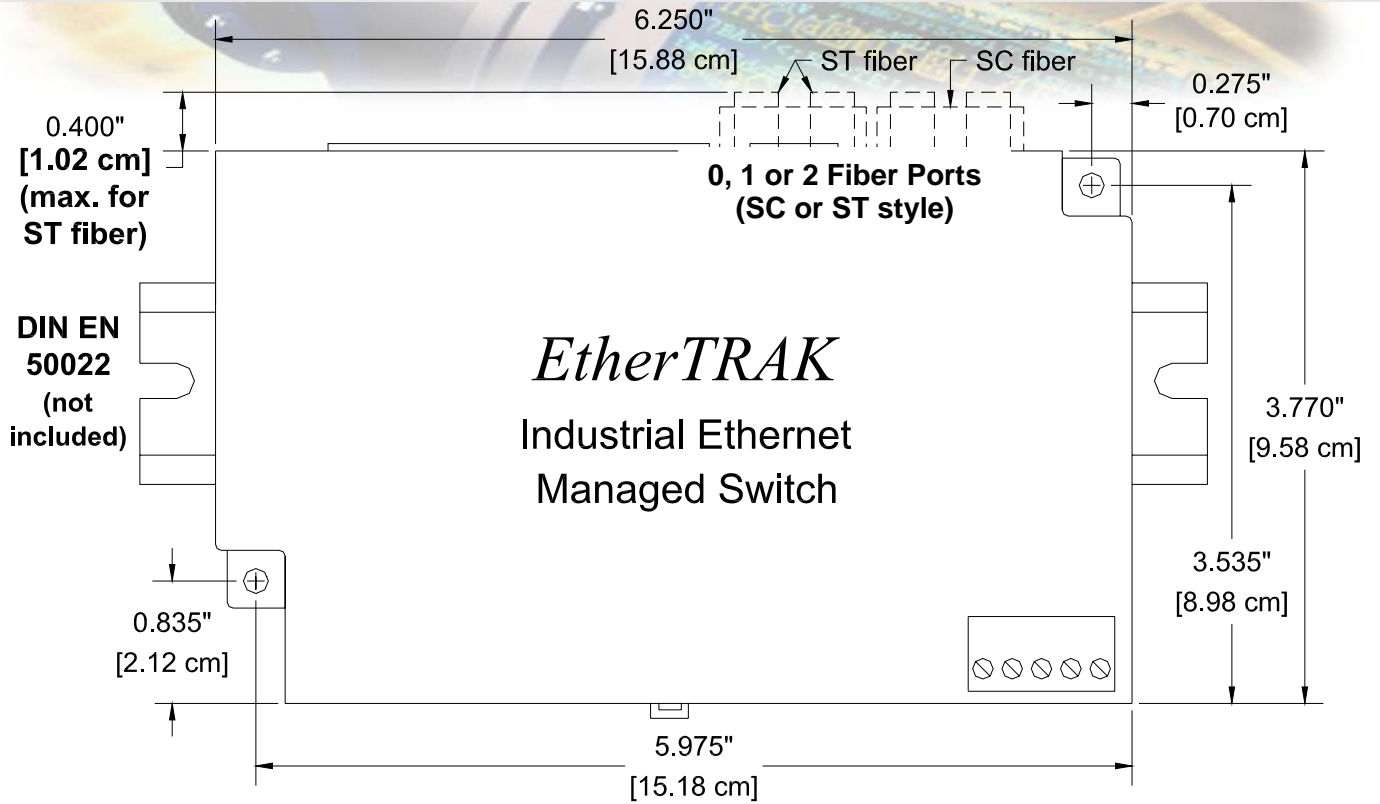 6.250"
[15.88 cm]
ST fiber
SC fiber
0.275"
[0.70 cm]
0.400"
[1.02 cm]
(max. for
ST fiber)
0, 1 or 2 Fiber Ports
(SC or ST style)
DIN EN
50022
(not
included)
EtherTRAK
Industrial Ethernet
Managed Switch
3.770"
[9.58 cm]
3.535"
[8.98 cm]
0.835"
[2.12 cm]
5.975"
[15.18 cm]